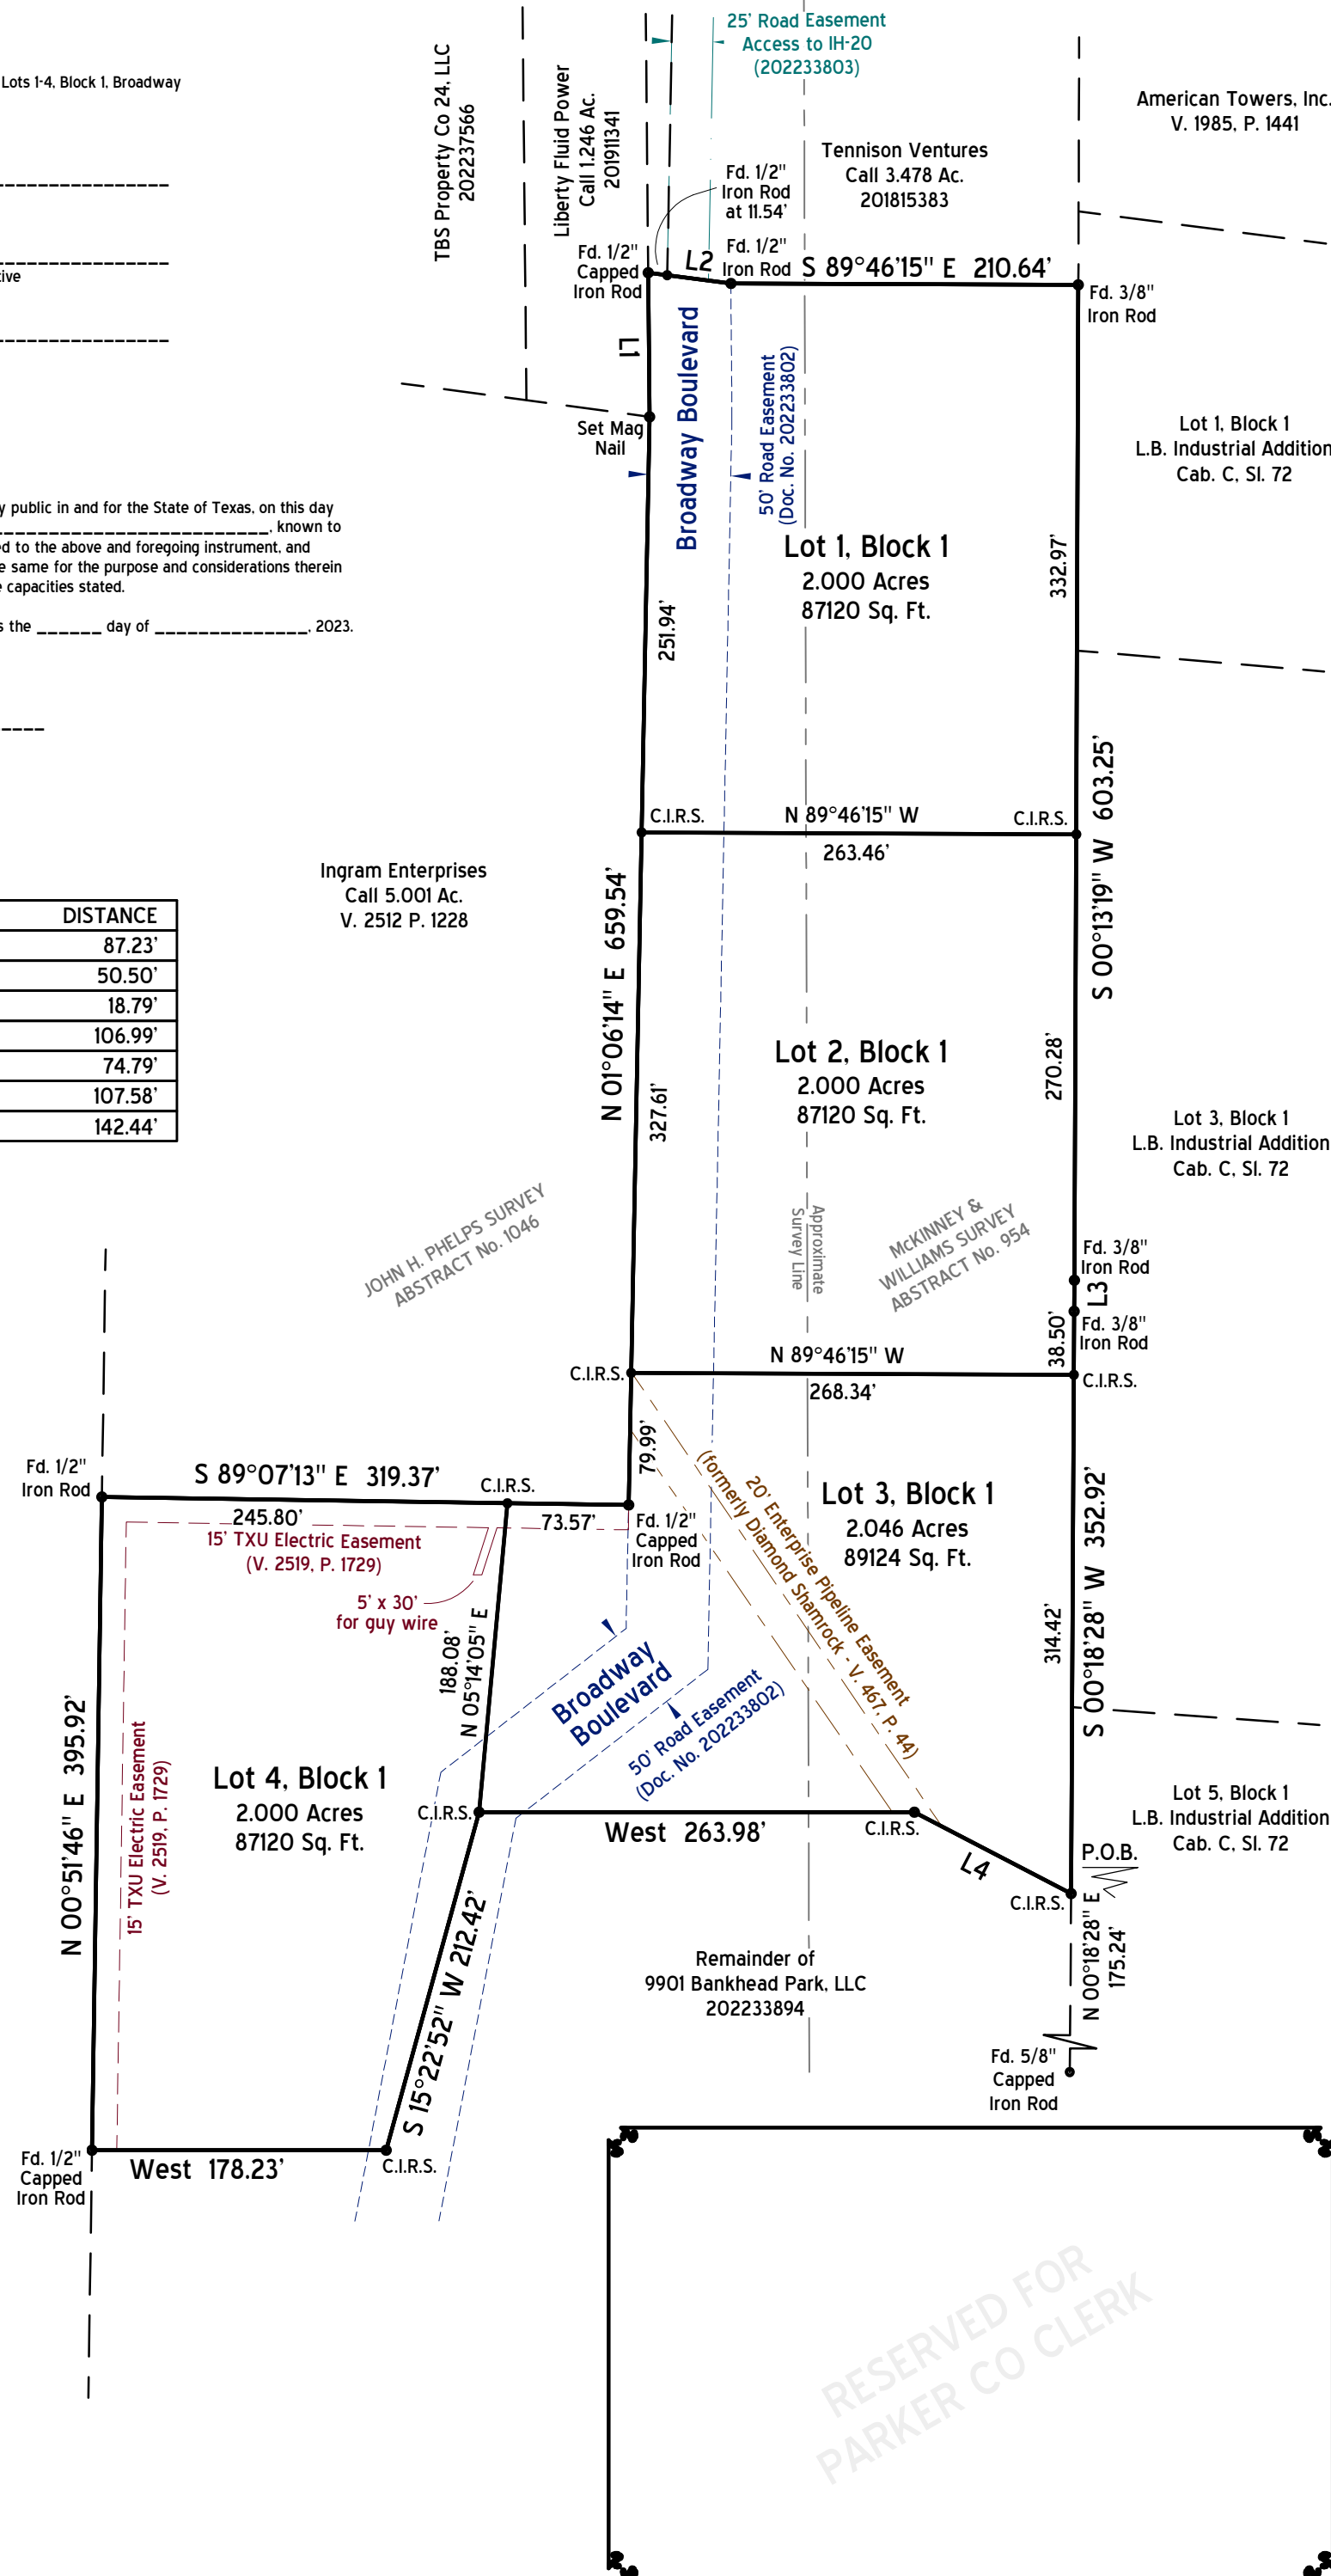 Lots 1-4, Block 1, Broadway
tive
y public in and for the State of Texas, on this day
____________________________, known to
ed to the above and foregoing instrument, and
e same for the purpose and considerations therein
e capacities stated.
s the ______ day of ______________, 2023.
DISTANCE
87.23'
50.50'
18.79'
106.99'
74.79'
107.58'
142.44'
TBS Property Co 24, LLC
202237566
Liberty Fluid Power
Call 1.246 Ac.
201911341
25' Road Easement
Access to IH-20
(202233803)
American Towers, Inc.
V. 1985, P. 1441
Tennison Ventures
Call 3.478 Ac.
201815383
Fd. 1/2"
Iron Rod
at 11.54'
Fd. 1/2"
Capped
Iron Rod
L2
Fd. 1/2"
Iron Rod
S 89°46'15" E 210.64'
Fd. 3/8"
Iron Rod
L1
Set Mag
Nail
Broadway Boulevard
50' Road Easement
(Doc. No. 202233802)
Lot 1, Block 1
L.B. Industrial Addition
Cab. C, Sl. 72
Lot 1, Block 1
2.000 Acres
87120 Sq. Ft.
332.97'
251.94'
C.I.R.S.
N 89°46'15" W
263.46'
C.I.R.S.
S 00°13'19" W 603.25'
Ingram Enterprises
Call 5.001 Ac.
V. 2512 P. 1228
N 01°06'14" E 659.54'
327.61'
Lot 2, Block 1
2.000 Acres
87120 Sq. Ft.
270.28'
Lot 3, Block 1
L.B. Industrial Addition
Cab. C, Sl. 72
JOHN H. PHELPS SURVEY
ABSTRACT No. 1046
Approximate
Survey Line
McKINNEY &
WILLIAMS SURVEY
ABSTRACT No. 954
Fd. 3/8"
Iron Rod
L3
Fd. 3/8"
Iron Rod
38.50'
C.I.R.S.
N 89°46'15" W
268.34'
C.I.R.S.
79.99'
Fd. 1/2"
Iron Rod
S 89°07'13" E 319.37'
C.I.R.S.
245.80'
73.57'
Fd. 1/2"
Capped
Iron Rod
15' TXU Electric Easement
(V. 2519, P. 1729)
5' x 30'
for guy wire
20' Enterprise Pipeline Easement
(formerly Diamond Shamrock - V. 467, P. 44)
Lot 3, Block 1
2.046 Acres
89124 Sq. Ft.
S 00°18'28" W 352.92'
314.42'
188.08'
N 05°14'05" E
Broadway
Boulevard
50' Road Easement
(Doc. No. 202233802)
N 00°51'46" E 395.92'
15' TXU Electric Easement
(V. 2519, P. 1729)
Lot 4, Block 1
2.000 Acres
87120 Sq. Ft.
C.I.R.S.
West 263.98'
C.I.R.S.
L4
Lot 5, Block 1
L.B. Industrial Addition
Cab. C, Sl. 72
P.O.B.
C.I.R.S.
N 00°18'28" E
175.24'
S 15°22'52" W 212.42'
Remainder of
9901 Bankhead Park, LLC
202233894
Fd. 5/8"
Capped
Iron Rod
Fd. 1/2"
Capped
Iron Rod
West 178.23'
C.I.R.S.
RESERVED FOR
PARKER CO CLERK